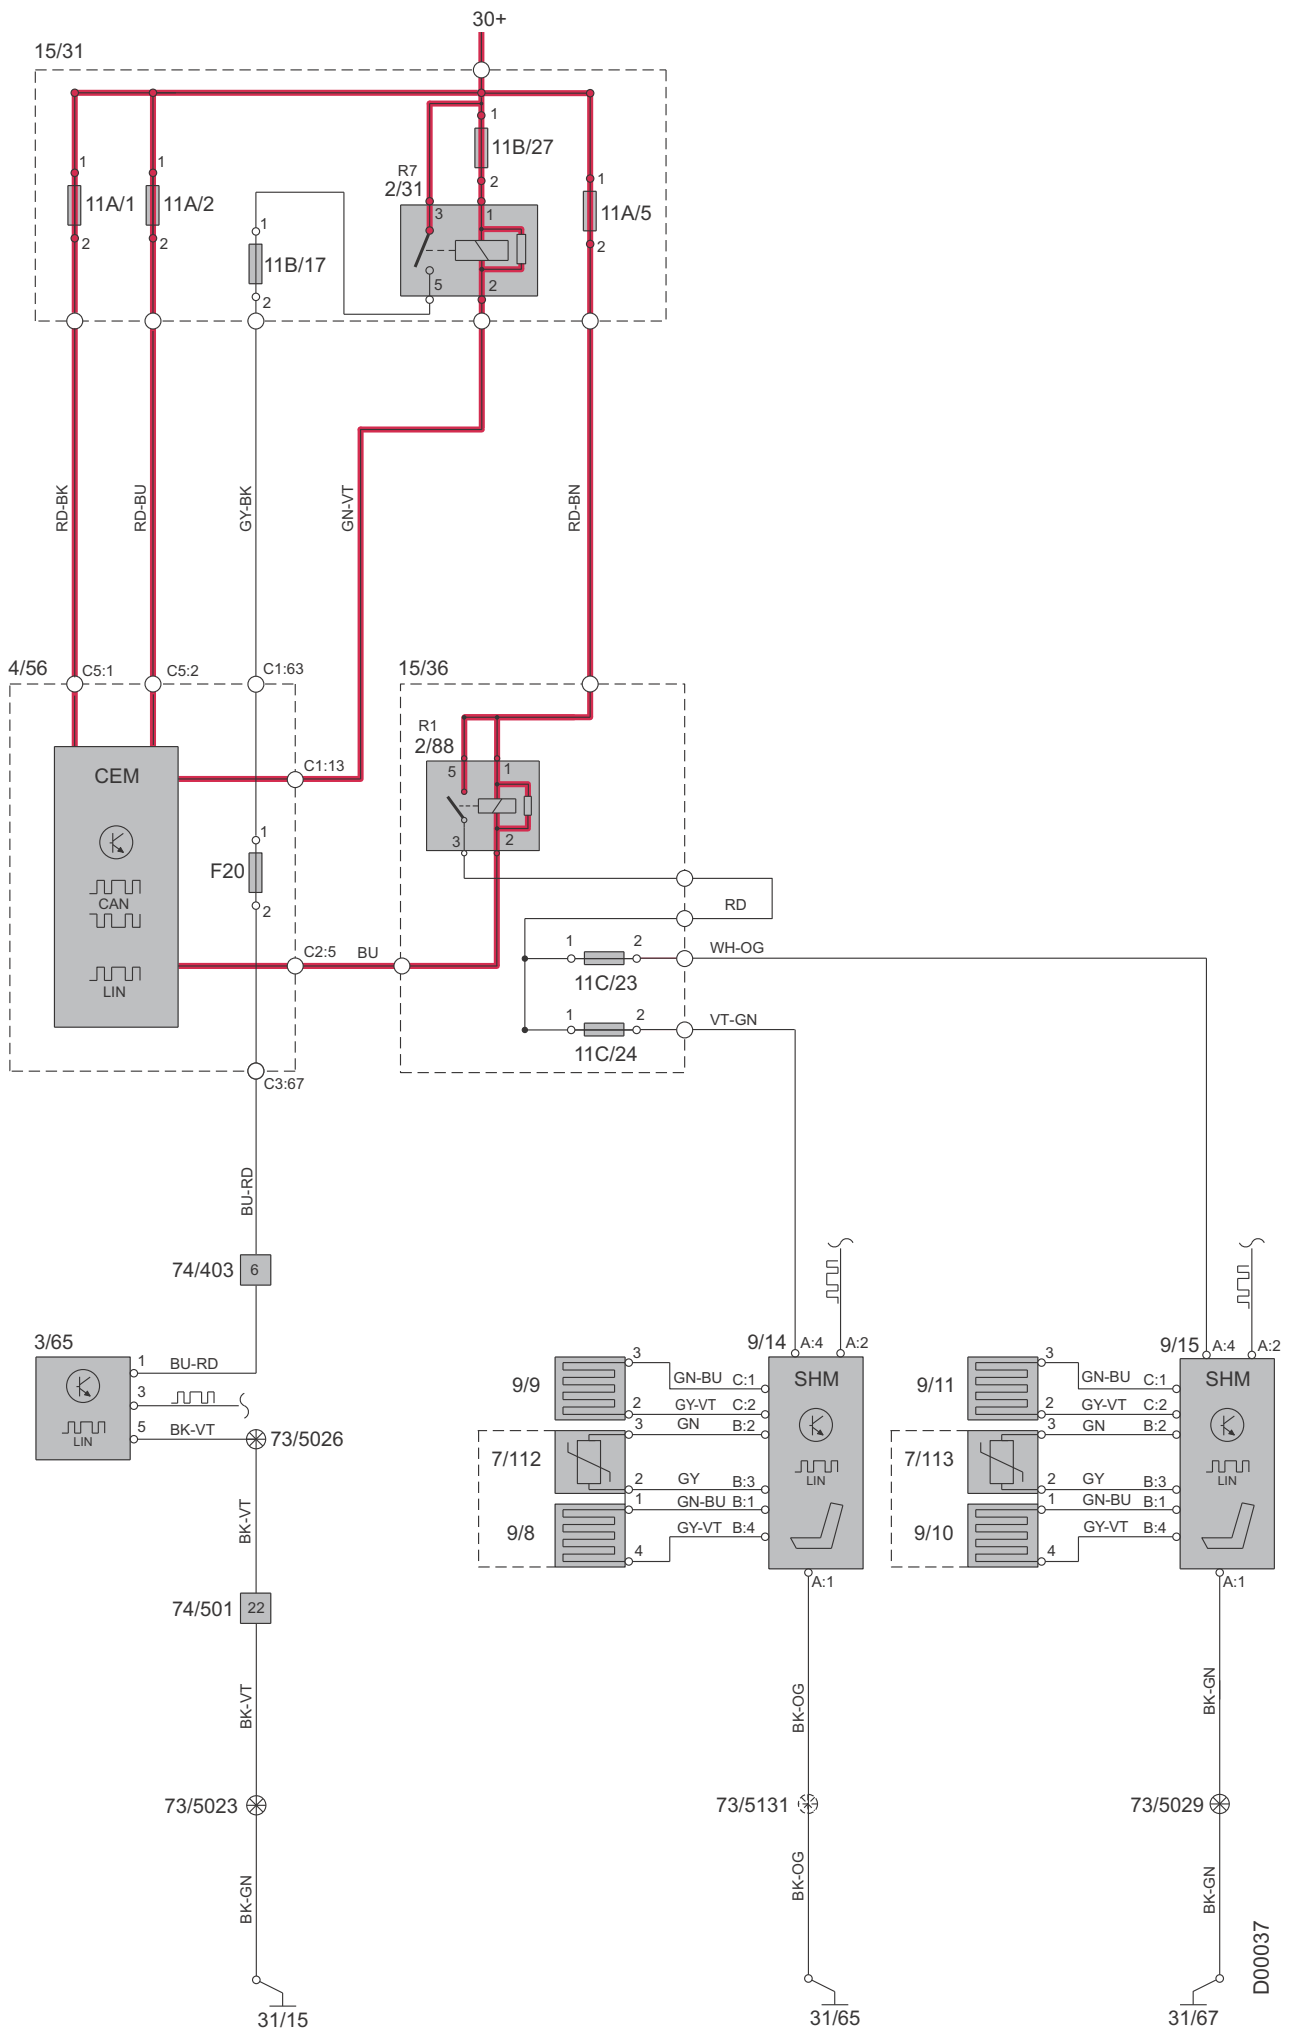 30+
15/31
1
11B/27
R7
2/31
2
1
1
1
11A/1
11A/2
11A/5
3
1
1
2
2
2
11B/17
5
2
2
RD-BK
RD-BU
GY-BK
GN-VT
RD-BN
4/56
C5:1
C5:2
C1:63
15/36
R1
2/88
C1:13
CEM
5
1
1
3
2
F20
2
CAN
RD
C2:5
BU
1
2
WH-OG
11C/23
LIN
1
2
VT-GN
11C/24
C3:67
BU-RD
74/403
6
3/65
1
BU-RD
3
5
BK-VT
73/5026
LIN
9/14
A:4
A:2
9/15
A:4
A:2
3
GN-BU
C:1
SHM
9/9
2
GY-VT
C:2
3
GN
B:2
7/112
2
GY
B:3
LIN
1
GN-BU
B:1
9/8
GY-VT
B:4
4
A:1
3
GN-BU
C:1
SHM
9/11
2
GY-VT
C:2
3
GN
B:2
7/113
2
GY
B:3
LIN
1
GN-BU
B:1
9/10
GY-VT
B:4
4
A:1
BK-VT
74/501
22
BK-VT
BK-OG
BK-GN
73/5023
73/5131
73/5029
BK-GN
BK-OG
BK-GN
D00037
31/15
31/65
31/67